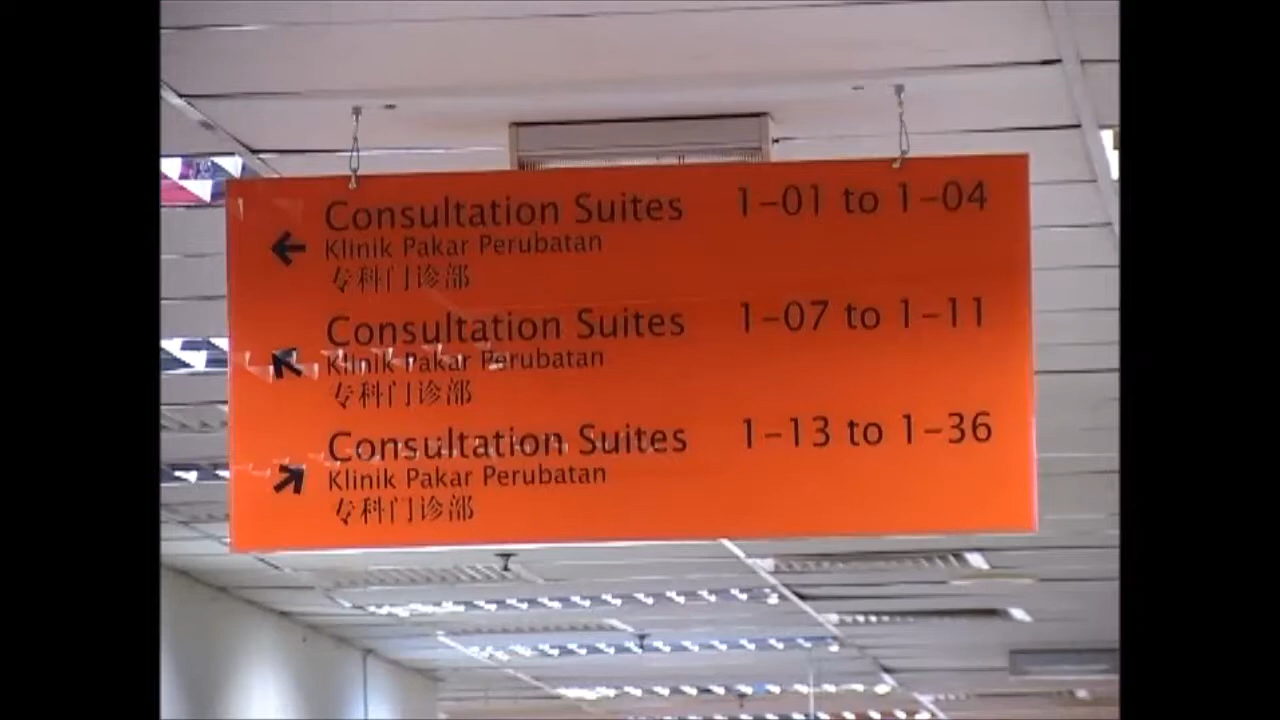 Consultation Suites 1-01 to 1-04
Klinik Pakar Perubatan
专科门诊部
Consultation Suites 1-07 to 1-11
Klinik Pakar Perubatan
专科门诊部
Consultation Suites 1-13 to 1-36
Klinik Pakar Perubatan
专科门诊部